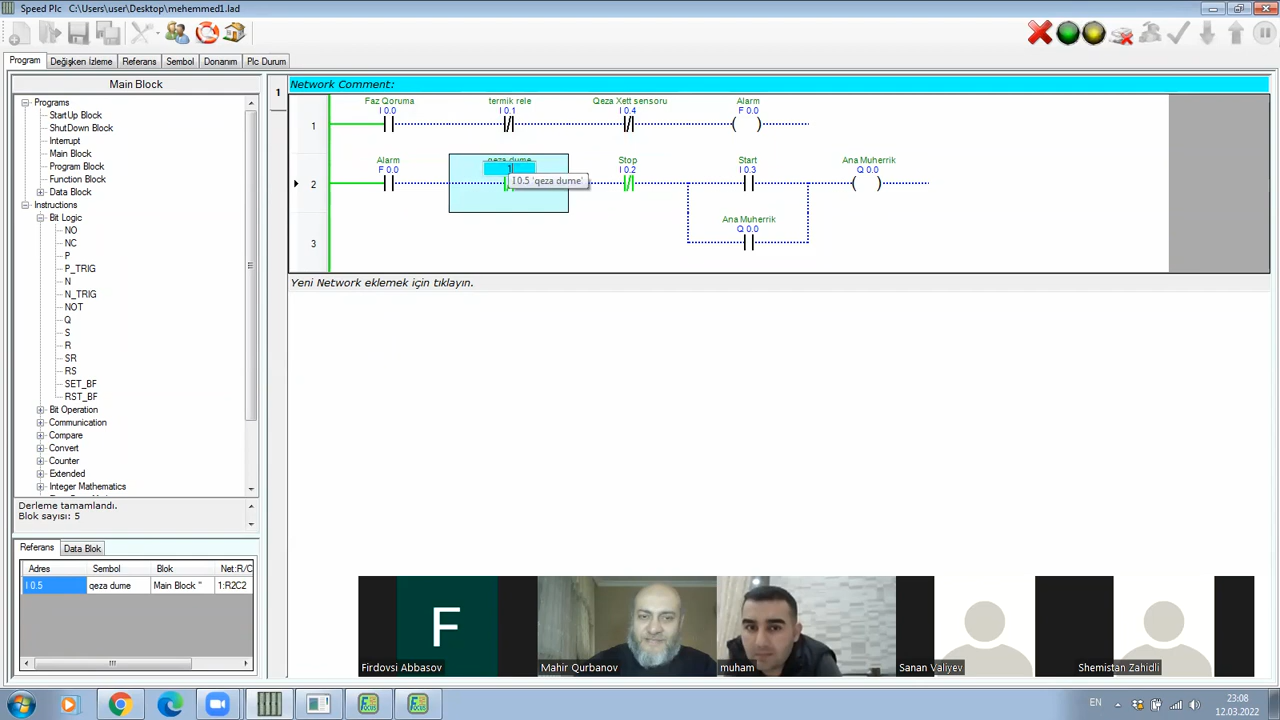 Speed Plc   C:\Users\user\Desktop\mehemmed1.lad
Program
Değişken İzleme
Referans
Sembol
Donanım
Plc Durum
Main Block
Programs
StartUp Block
ShutDown Block
Interrupt
Main Block
Program Block
Function Block
Data Block
Instructions
Bit Logic
NO
NC
P
P_TRIG
N
N_TRIG
NOT
Q
S
R
SR
RS
SET_BF
RST_BF
Bit Operation
Communication
Compare
Convert
Counter
Extended
Integer Mathematics
Derleme tamamlandı.
Blok sayısı: 5
Referans
Data Blok
Adres Sembol Blok Net:R/C
I 0.5 qeza dume Main Block " 1:R2C2
1
Network Comment:
Faz Qoruma termik rele Qeza Xett sensoru Alarm
I 0.0 I 0.1 I 0.4 F 0.0
1
Alarm qeza dume Stop Start Ana Muherrik
F 0.0 I 0.2 I 0.3 Q 0.0
I 0.5 'qeza dume'
2
Ana Muherrik
Q 0.0
3
Yeni Network eklemek için tıklayın.
F
Firdovsi Abbasov
Mahir Qurbanov
muham
Sanan Valiyev
Shemistan Zahidli
EN
23:08
12.03.2022